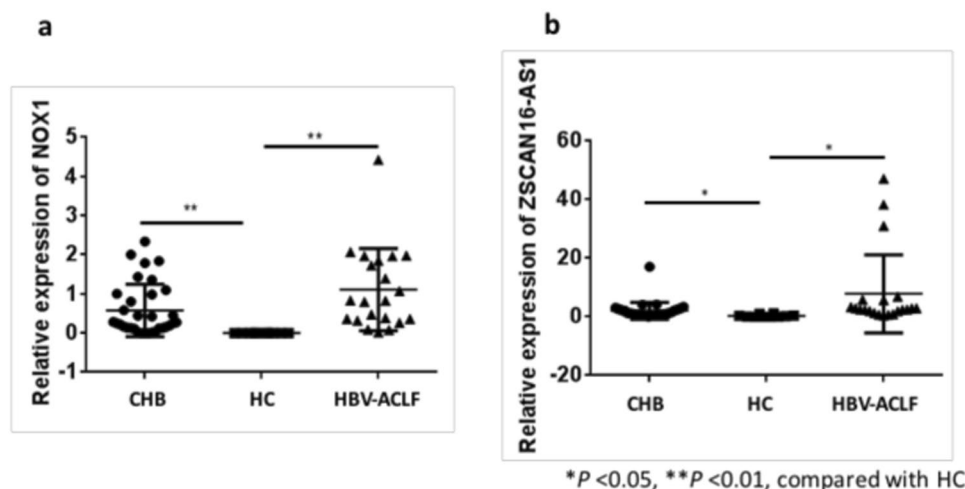 a
Relative expression of NOX1
5
4
3
2
1
0
-1
**
**
CHB HC HBV-ACLF
b
Relative expression of ZSCAN16-AS1
60
40
20
0
-20
*
*
CHB HC HBV-ACLF
*P <0.05, **P <0.01, compared with HC